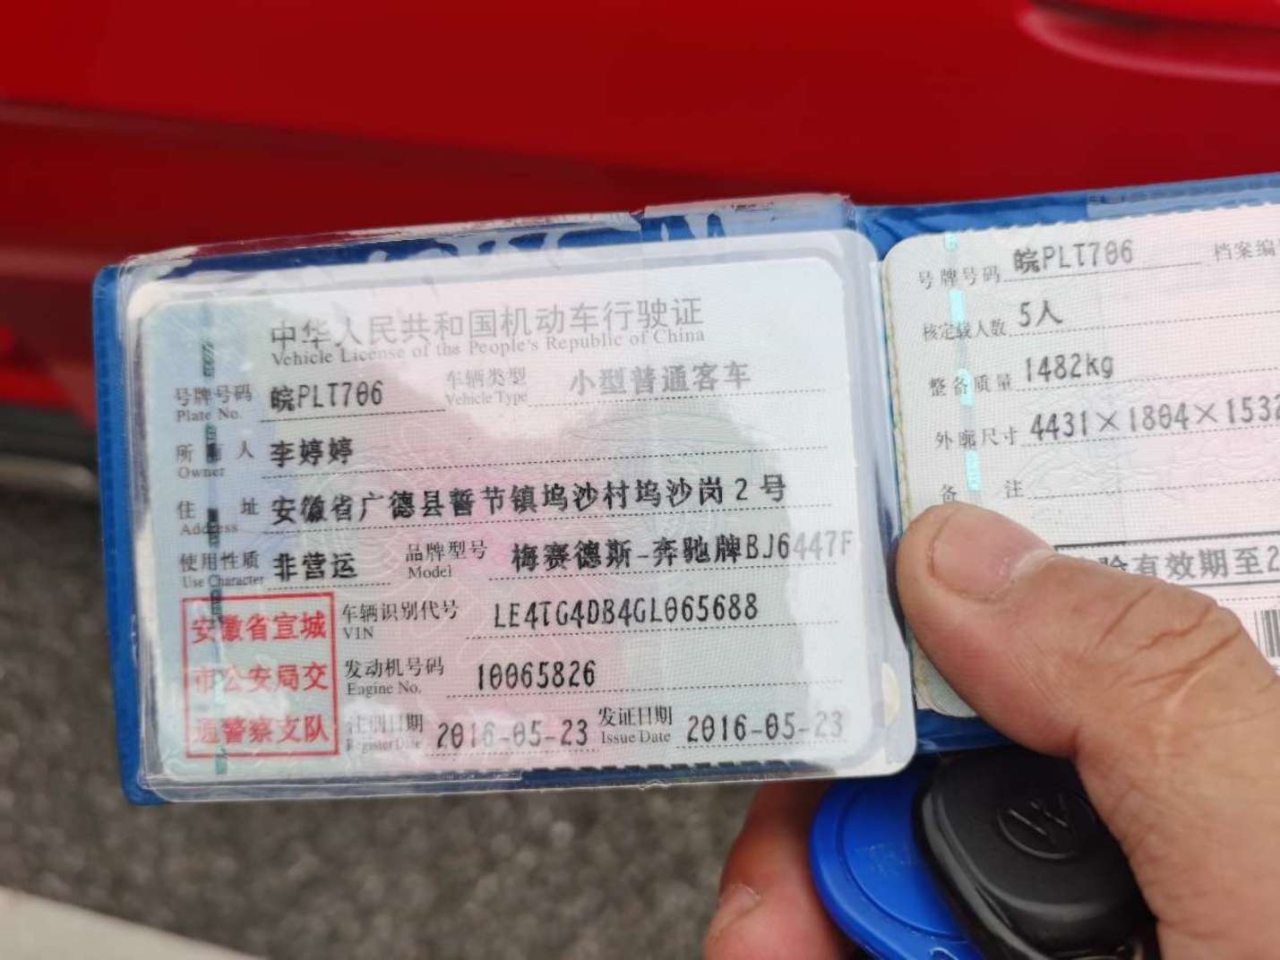 中华人民共和国机动车行驶证
Vehicle License of the People's Republic of China
号牌号码 皖PLT706 车辆类型 小型普通客车
Plate No. Vehicle Type
所有人 李婷婷
Owner
住址 安徽省广德县誓节镇坞沙村坞沙岗2号
Address
使用性质 非营运 品牌型号 梅赛德斯-奔驰牌BJ6447F
Use Character Model
安徽省宣城
市公安局交
通警察支队
车辆识别代号 LE4TG4DB4GL065688
VIN
发动机号码 10065826
Engine No.
注册日期 2016-05-23 发证日期 2016-05-23
Register Date Issue Date
号牌号码 皖PLT706 档案编
核定载人数 5人
整备质量 1482kg
外廓尺寸 4431×1804×1532
备注
验有效期至2